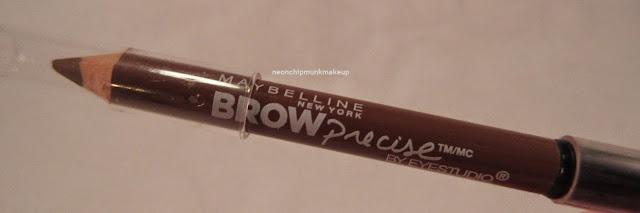 neonchipmunkmakeup
MAYBELLINE
NEW YORK
BROW precise TM/MC
BY EYESTUDIO®